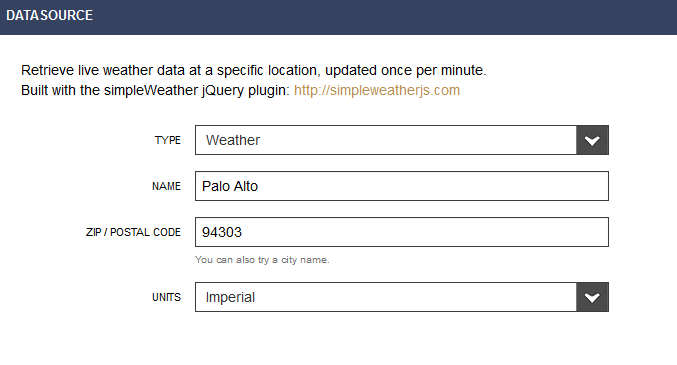 DATASOURCE
Retrieve live weather data at a specific location, updated once per minute.
Built with the simpleWeather jQuery plugin: http://simpleweatherjs.com
TYPE Weather
NAME Palo Alto
ZIP / POSTAL CODE 94303
You can also try a city name.
UNITS Imperial